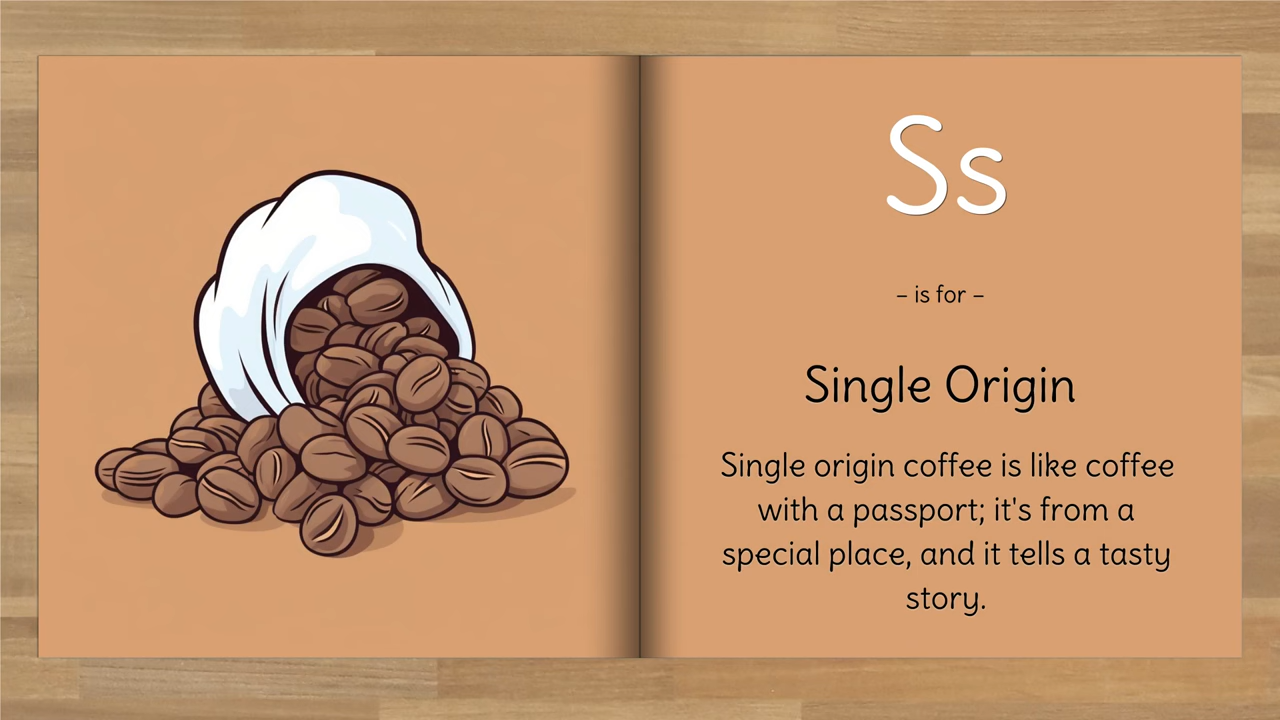 Ss
– is for –
Single Origin
Single origin coffee is like coffee
with a passport; it's from a
special place, and it tells a tasty
story.